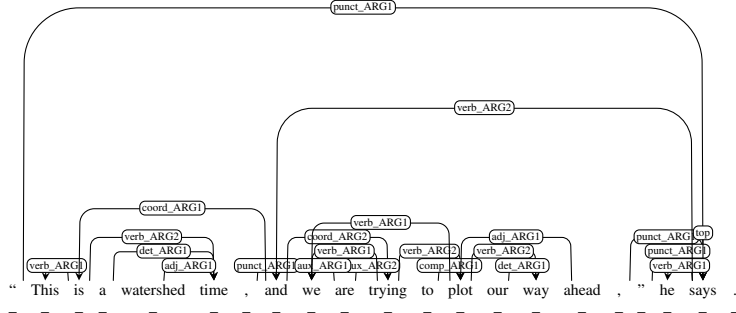 punct_ARG1
verb_ARG2
coord_ARG1
verb_ARG1
verb_ARG2 coord_ARG2 adj_ARG1 punct_ARG1 top
det_ARG1 verb_ARG1 verb_ARG2 verb_ARG2 punct_ARG1
verb_ARG1 adj_ARG1 punct_ARG1 aux_ARG1 aux_ARG2 comp_ARG1 det_ARG1 verb_ARG1
“ This is a watershed time , and we are trying to plot our way ahead , ” he says .
_ _ _ _ _ _ _ _ _ _ _ _ _ _ _ _ _ _ _ _ _